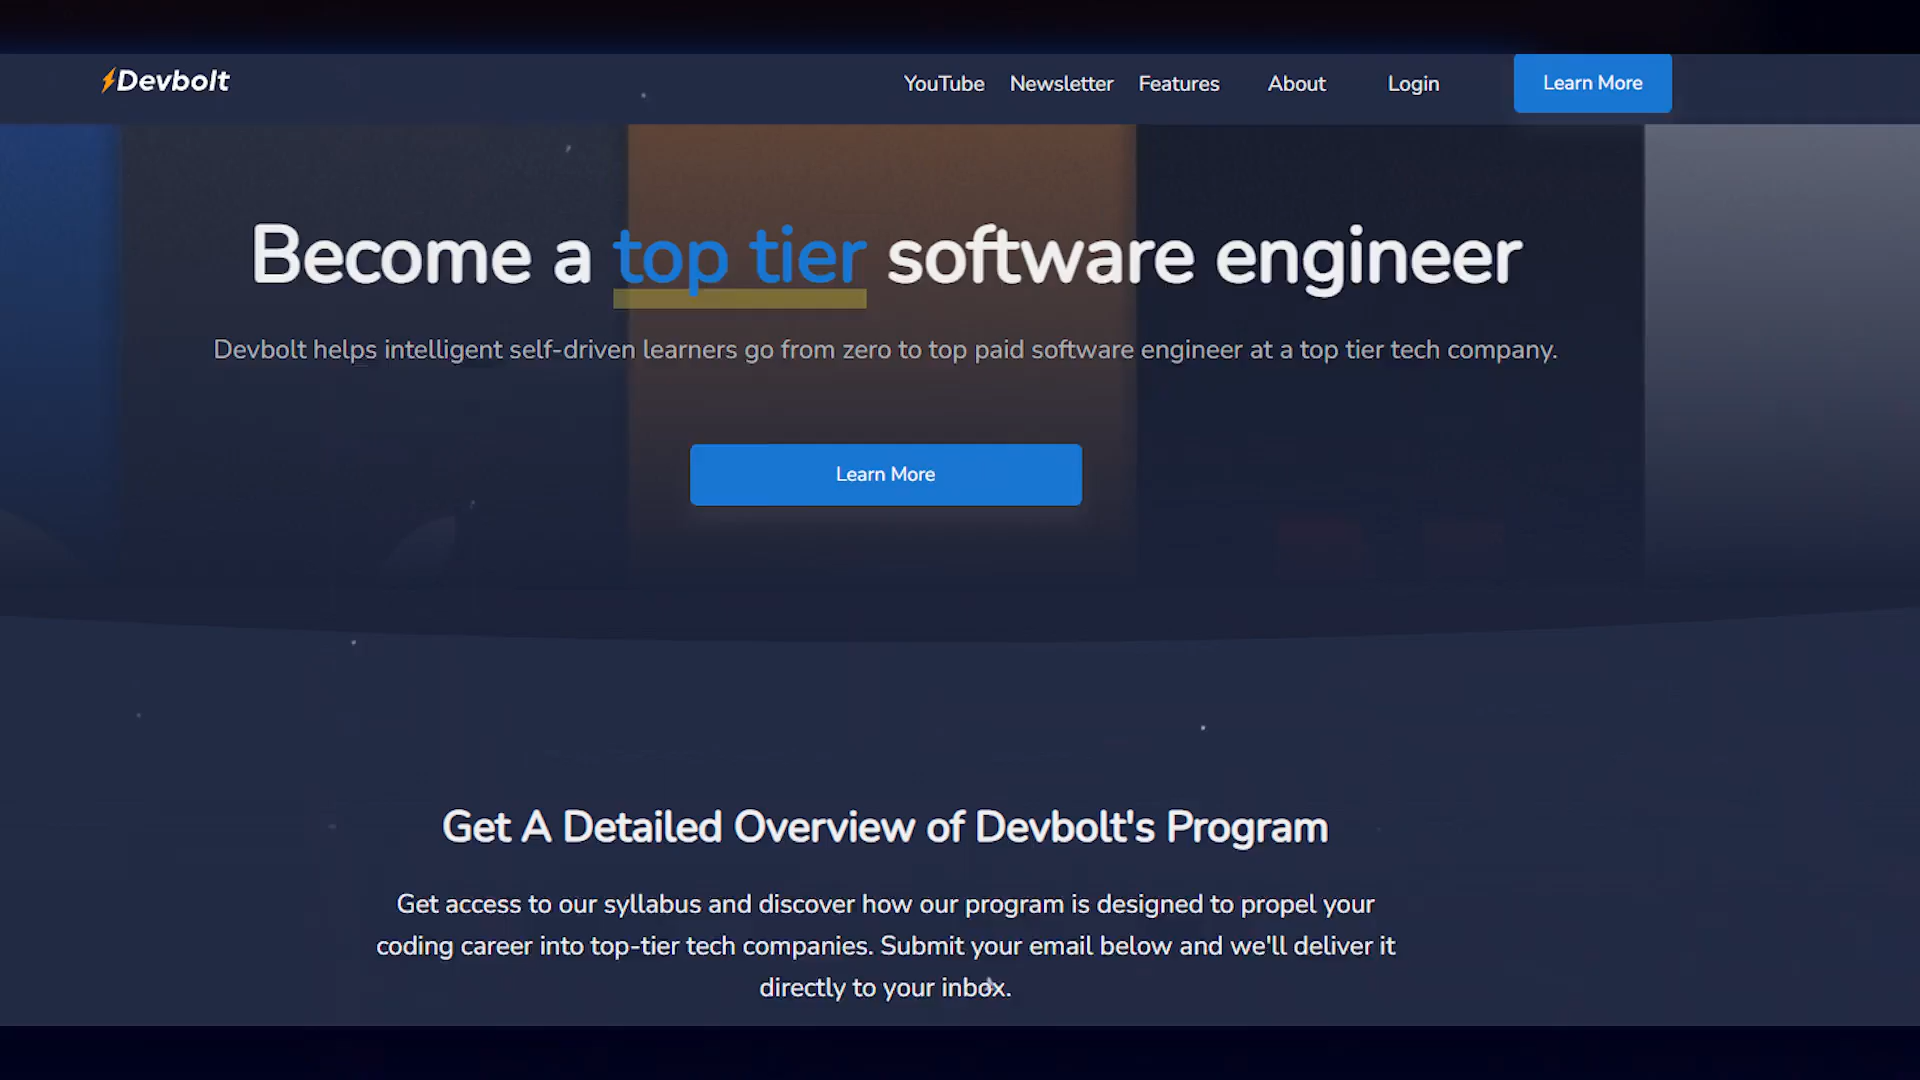 Devbolt
YouTube Newsletter Features About Login Learn More
Become a top tier software engineer
Devbolt helps intelligent self-driven learners go from zero to top paid software engineer at a top tier tech company.
Learn More
Get A Detailed Overview of Devbolt's Program
Get access to our syllabus and discover how our program is designed to propel your
coding career into top-tier tech companies. Submit your email below and we'll deliver it
directly to your inbox.